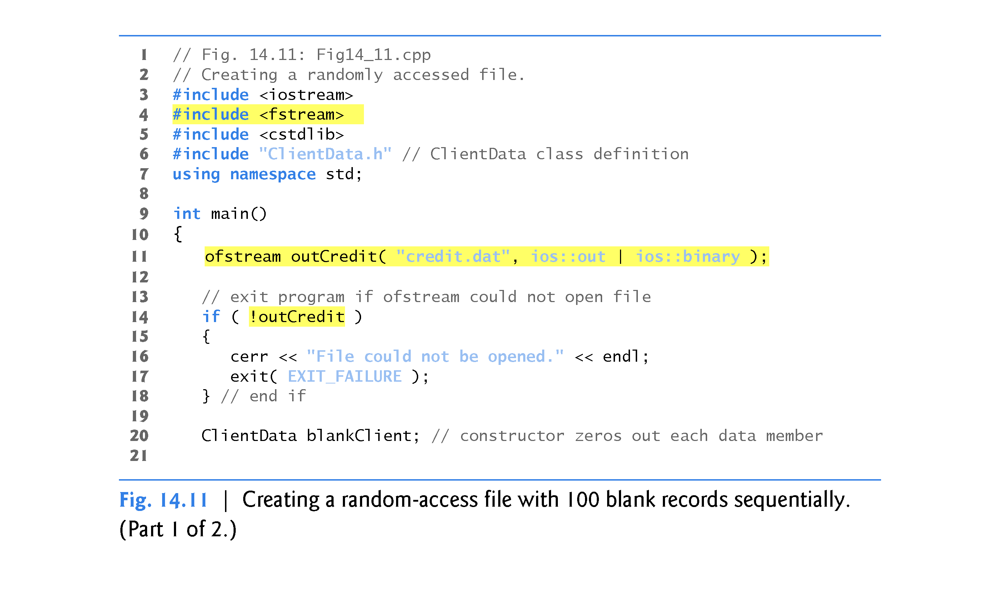 1 // Fig. 14.11: Fig14_11.cpp
2 // Creating a randomly accessed file.
3 #include <iostream>
4 #include <fstream>
5 #include <cstdlib>
6 #include "ClientData.h" // ClientData class definition
7 using namespace std;
8
9 int main()
10 {
11 ofstream outCredit( "credit.dat", ios::out | ios::binary );
12
13 // exit program if ofstream could not open file
14 if ( !outCredit )
15 {
16 cerr << "File could not be opened." << endl;
17 exit( EXIT_FAILURE );
18 } // end if
19
20 ClientData blankClient; // constructor zeros out each data member
21
Fig. 14.11 | Creating a random-access file with 100 blank records sequentially.
(Part 1 of 2.)